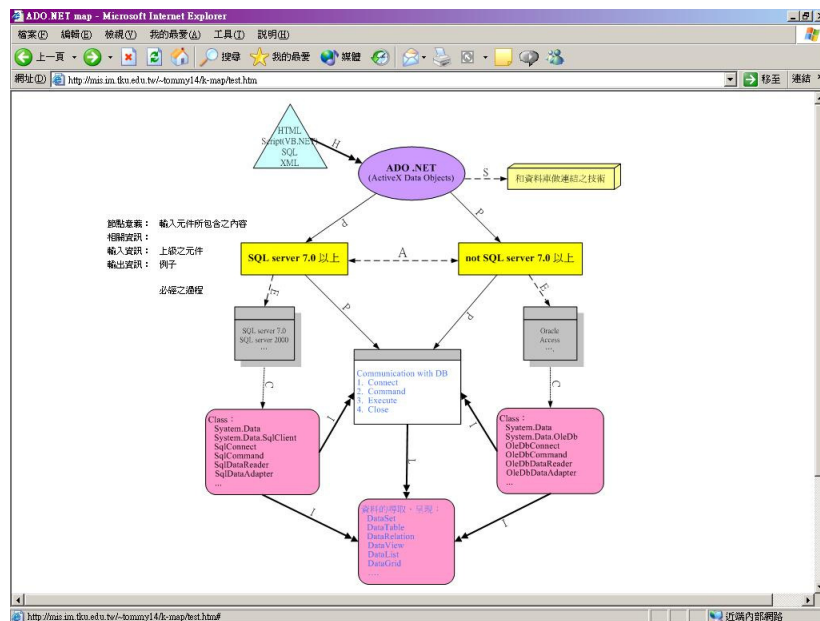 ADO.NET map - Microsoft Internet Explorer
檔案(F) 編輯(E) 檢視(V) 我的最愛(A) 工具(T) 說明(H)
上一頁 搜尋 我的最愛 媒體
網址(D) http://mis.im.tku.edu.tw/~tommy14/k-map/test.htm 移至 連結
HTML
Script(VB.NET)
SQL
XML
H
ADO .NET
(ActiveX Data Objects)
S
和資料庫做連結之技術
節點意義： 輸入元件所包含之內容
相關資訊：
輸入資訊： 上級之元件
輸出資訊： 例子
必經之過程
P
P
SQL server 7.0 以上
A
not SQL server 7.0 以上
E
P
P
E
SQL server 7.0
SQL server 2000
...
Oracle
Access
...
Communication with DB
1. Connect
2. Command
3. Execute
4. Close
C
C
Class：
System.Data
System.Data.SqlClient
SqlConnect
SqlCommand
SqlDataReader
SqlDataAdapter
...
I
I
Class：
System.Data
System.Data.OleDb
OleDbConnect
OleDbCommand
OleDbDataReader
OleDbDataAdapter
...
L
I
I
資料的存取、呈現：
DataSet
DataTable
DataRelation
DataView
DataList
DataGrid
....
http://mis.im.tku.edu.tw/~tommy14/k-map/test.htm# 近端內部網路